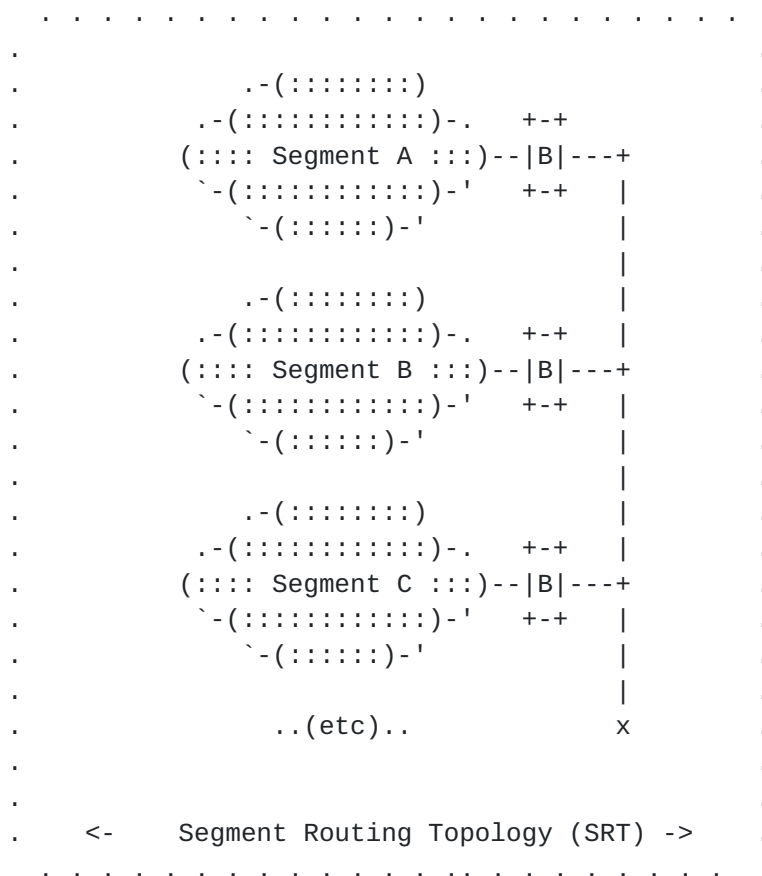 . . . . . . . . . . . . . . . . . . . . . . .
.                                               .
.               .-(::::::::)                    .
.            .-(::::::::::::)-.   +-+           .
.           (:::: Segment A :::)--|B|---+       .
.            `-(::::::::::::)-'   +-+   |       .
.               `-(::::::)-'            |       .
.                                       |       .
.               .-(::::::::)            |       .
.            .-(::::::::::::)-.   +-+   |       .
.           (:::: Segment B :::)--|B|---+       .
.            `-(::::::::::::)-'   +-+   |       .
.               `-(::::::)-'            |       .
.                                       |       .
.               .-(::::::::)            |       .
.            .-(::::::::::::)-.   +-+   |       .
.           (:::: Segment C :::)--|B|---+       .
.            `-(::::::::::::)-'   +-+   |       .
.               `-(::::::)-'            |       .
.                                       |       .
.                 ..(etc)..             x       .
.                                               .
.                                               .
.     <-    Segment Routing Topology (SRT) ->   .
. . . . . . . . . . . . . .. . . . . . . . .